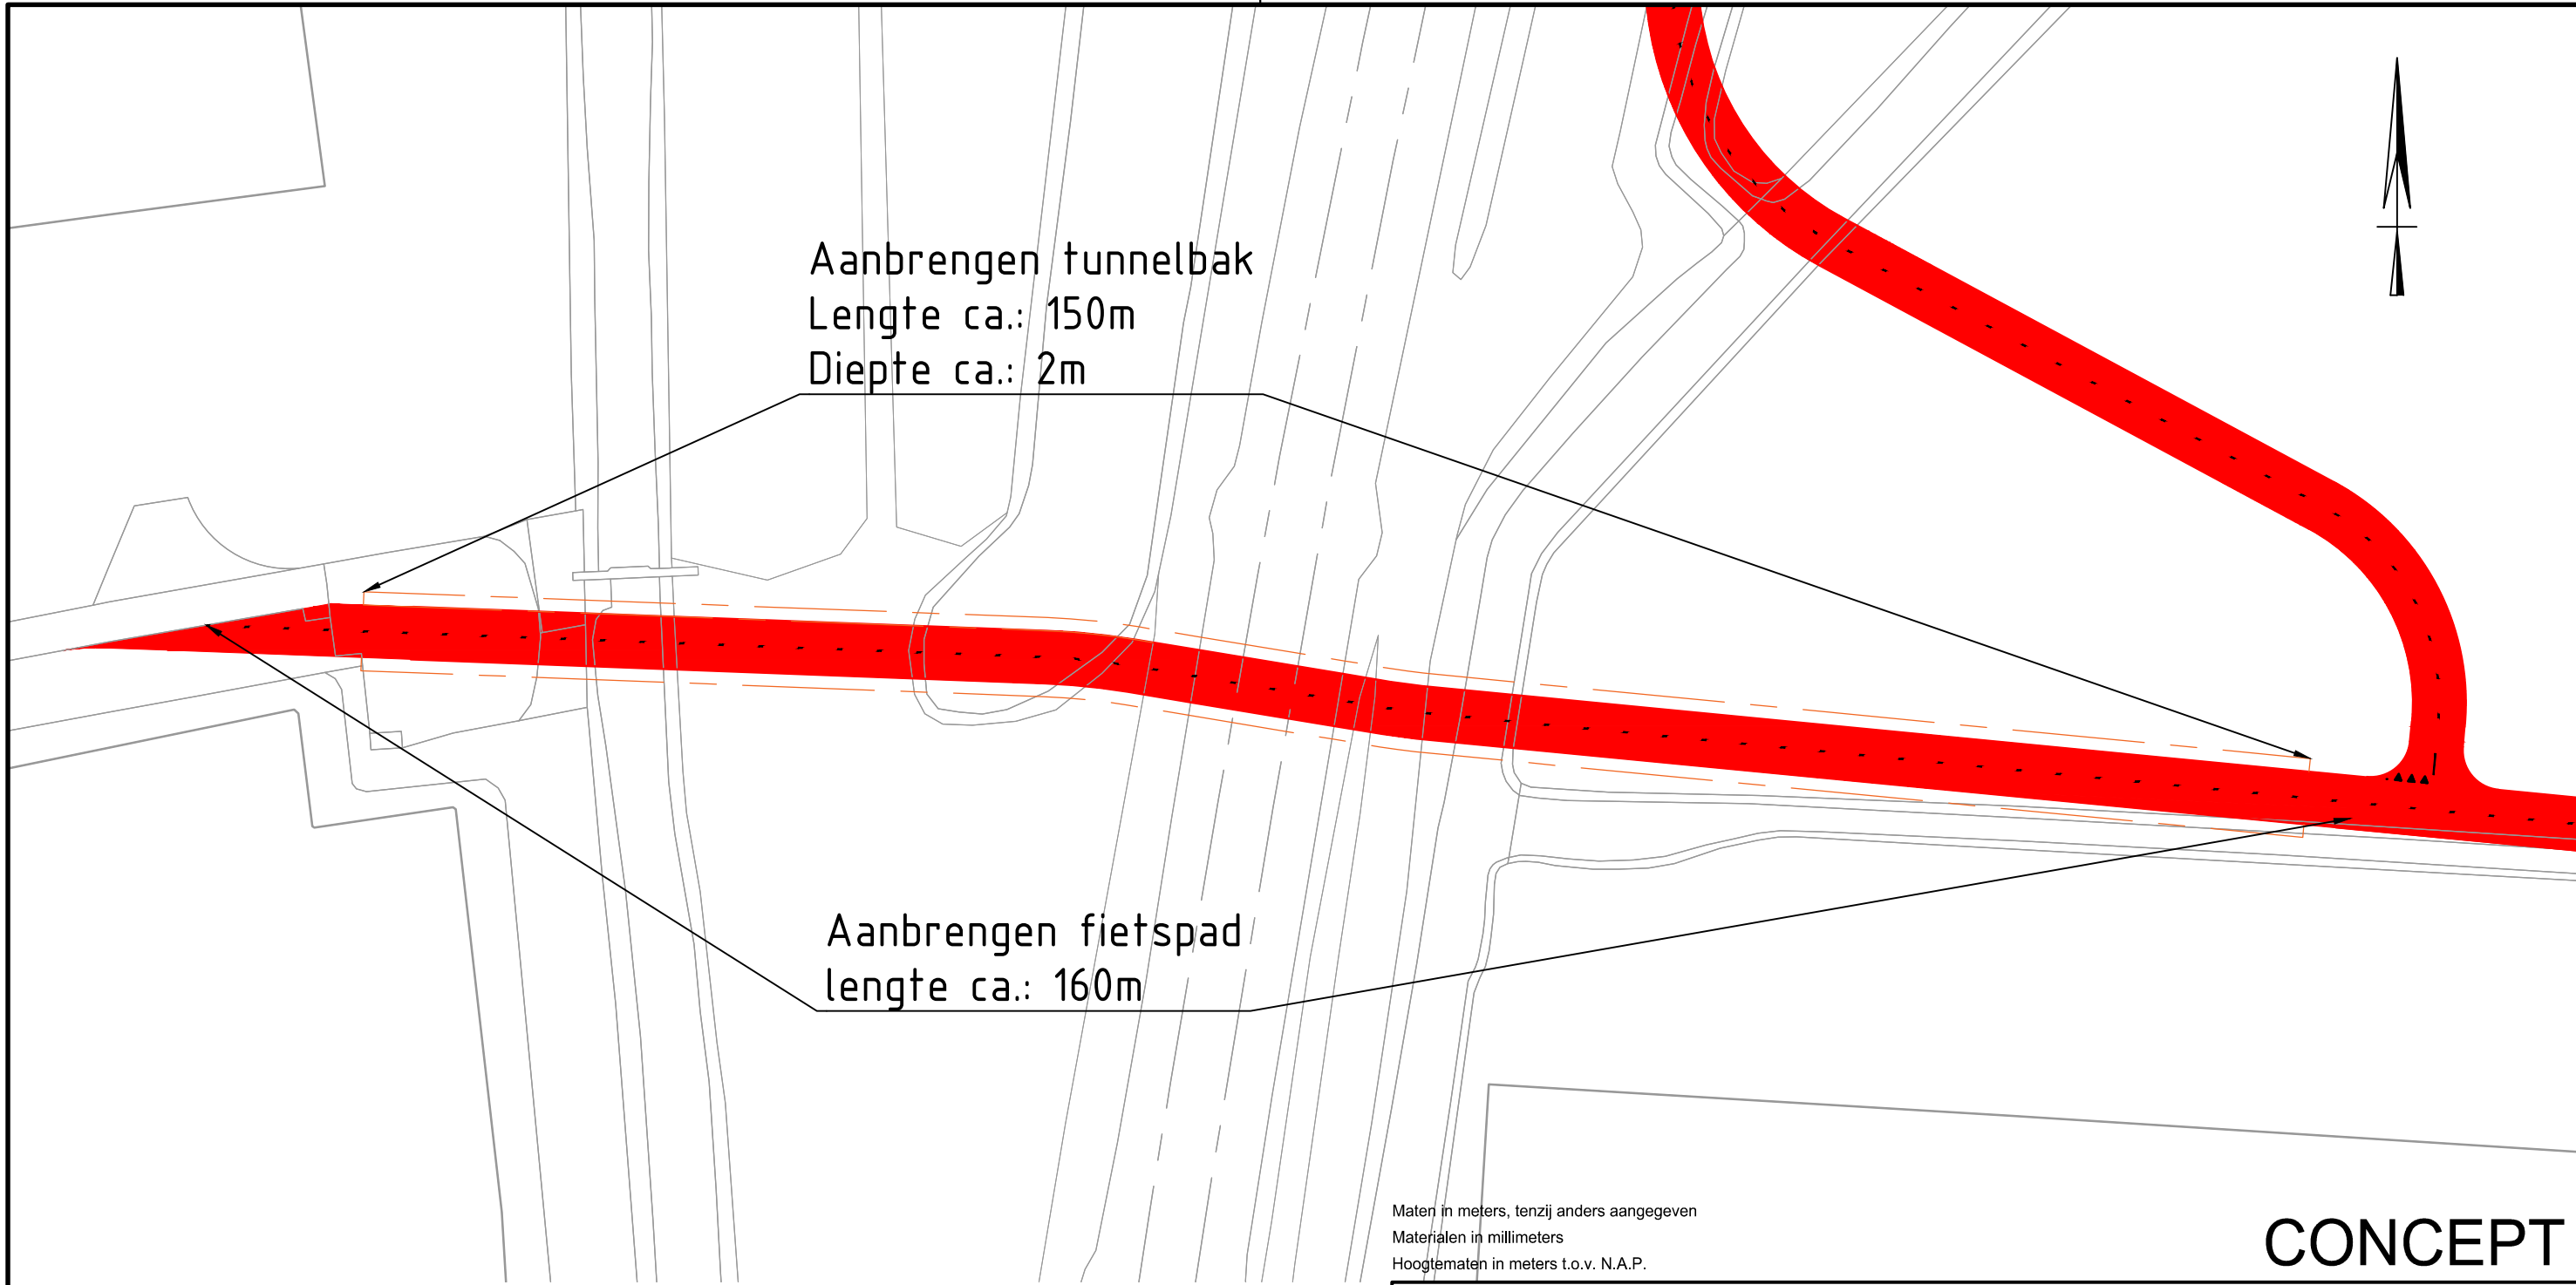 Aanbrengen tunnelbak
Lengte ca.: 150m
Diepte ca.: 2m
Aanbrengen fietspad
lengte ca.: 160m
Maten in meters, tenzij anders aangegeven
Materialen in millimeters
Hoogtematen in meters t.o.v. N.A.P.
CONCEPT